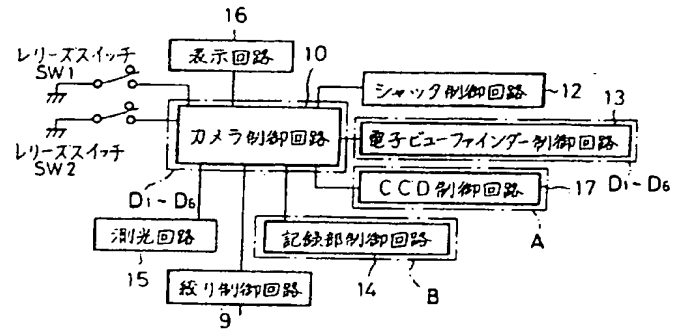 16
レリーズスイッチ
SW1
表示回路
10
シャッタ制御回路
12
13
カメラ制御回路
電子ビューファインダー制御回路
レリーズスイッチ
SW2
D1-D6
D1-D6
CCD制御回路
17
A
測光回路
15
記録部制御回路
14
B
絞り制御回路
9